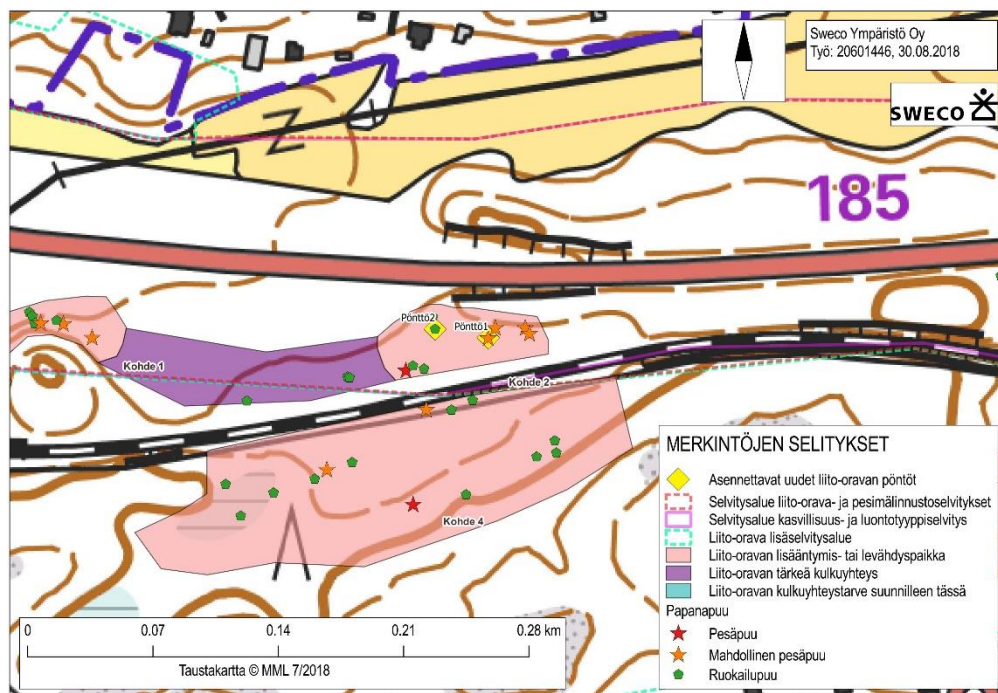 Sweco Ympäristö Oy
Työ: 20601446, 30.08.2018
SWECO
185
Pönttö2
Pönttö1
Kohde 1
Kohde 2
Kohde 4
MERKINTÖJEN SELITYKSET
Asennettavat uudet liito-oravan pöntöt
Selvitysalue liito-orava- ja pesimälinnustoselvitykset
Selvitysalue kasvillisuus- ja luontotyyppiselvitys
Liito-orava lisäselvitysalue
Liito-oravan lisääntymis- tai levähdyspaikka
Liito-oravan tärkeä kulkuyhteys
Liito-oravan kulkuyhteystarve suunnilleen tässä
Papanapuu
Pesäpuu
Mahdollinen pesäpuu
Ruokailupuu
0 0.07 0.14 0.21 0.28 km
Taustakartta © MML 7/2018